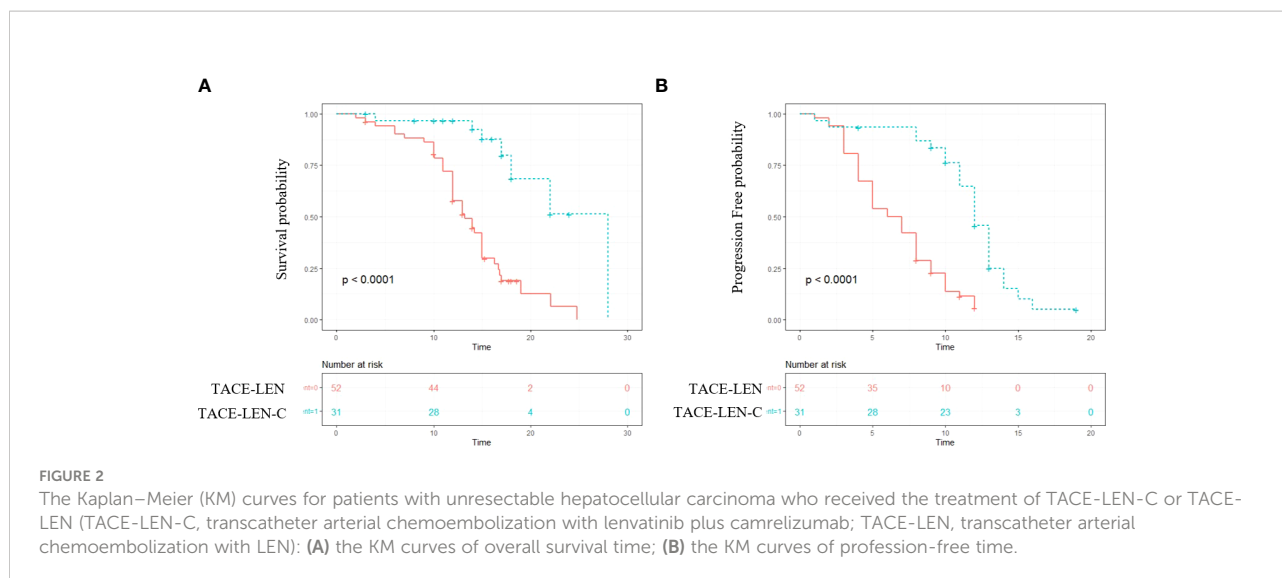 A
B
1.00
0.75
0.50
0.25
0.00
Survival probability
p < 0.0001
0
10
20
30
Time
1.00
0.75
0.50
0.25
0.00
Progression Free probability
p < 0.0001
0
5
10
15
20
Time
Number at risk
TACE-LEN 52 44 2 0
TACE-LEN-C 31 28 4 0
0 10 20 30
Time
Number at risk
TACE-LEN 52 35 10 0 0
TACE-LEN-C 31 28 23 3 0
0 5 10 15 20
Time
FIGURE 2
The Kaplan–Meier (KM) curves for patients with unresectable hepatocellular carcinoma who received the treatment of TACE-LEN-C or TACE-
LEN (TACE-LEN-C, transcatheter arterial chemoembolization with lenvatinib plus camrelizumab; TACE-LEN, transcatheter arterial
chemoembolization with LEN): (A) the KM curves of overall survival time; (B) the KM curves of profession-free time.